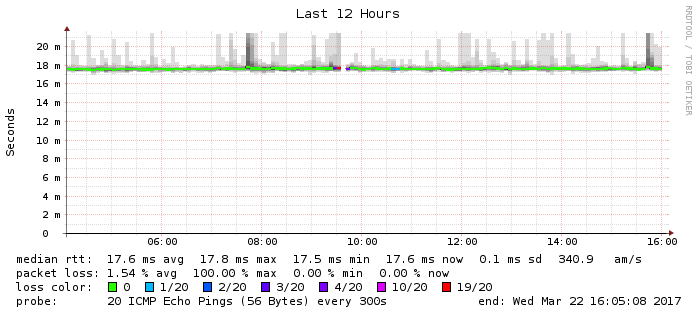 Last 12 Hours
RRDTOOL / TOBI OETIKER
Seconds
20 m
18 m
16 m
14 m
12 m
10 m
8 m
6 m
4 m
2 m
0
06:00 08:00 10:00 12:00 14:00 16:00
median rtt: 17.6 ms avg 17.8 ms max 17.5 ms min 17.6 ms now 0.1 ms sd 340.9 am/s
packet loss: 1.54 % avg 100.00 % max 0.00 % min 0.00 % now
loss color: 0 1/20 2/20 3/20 4/20 10/20 19/20
probe: 20 ICMP Echo Pings (56 Bytes) every 300s end: Wed Mar 22 16:05:08 2017